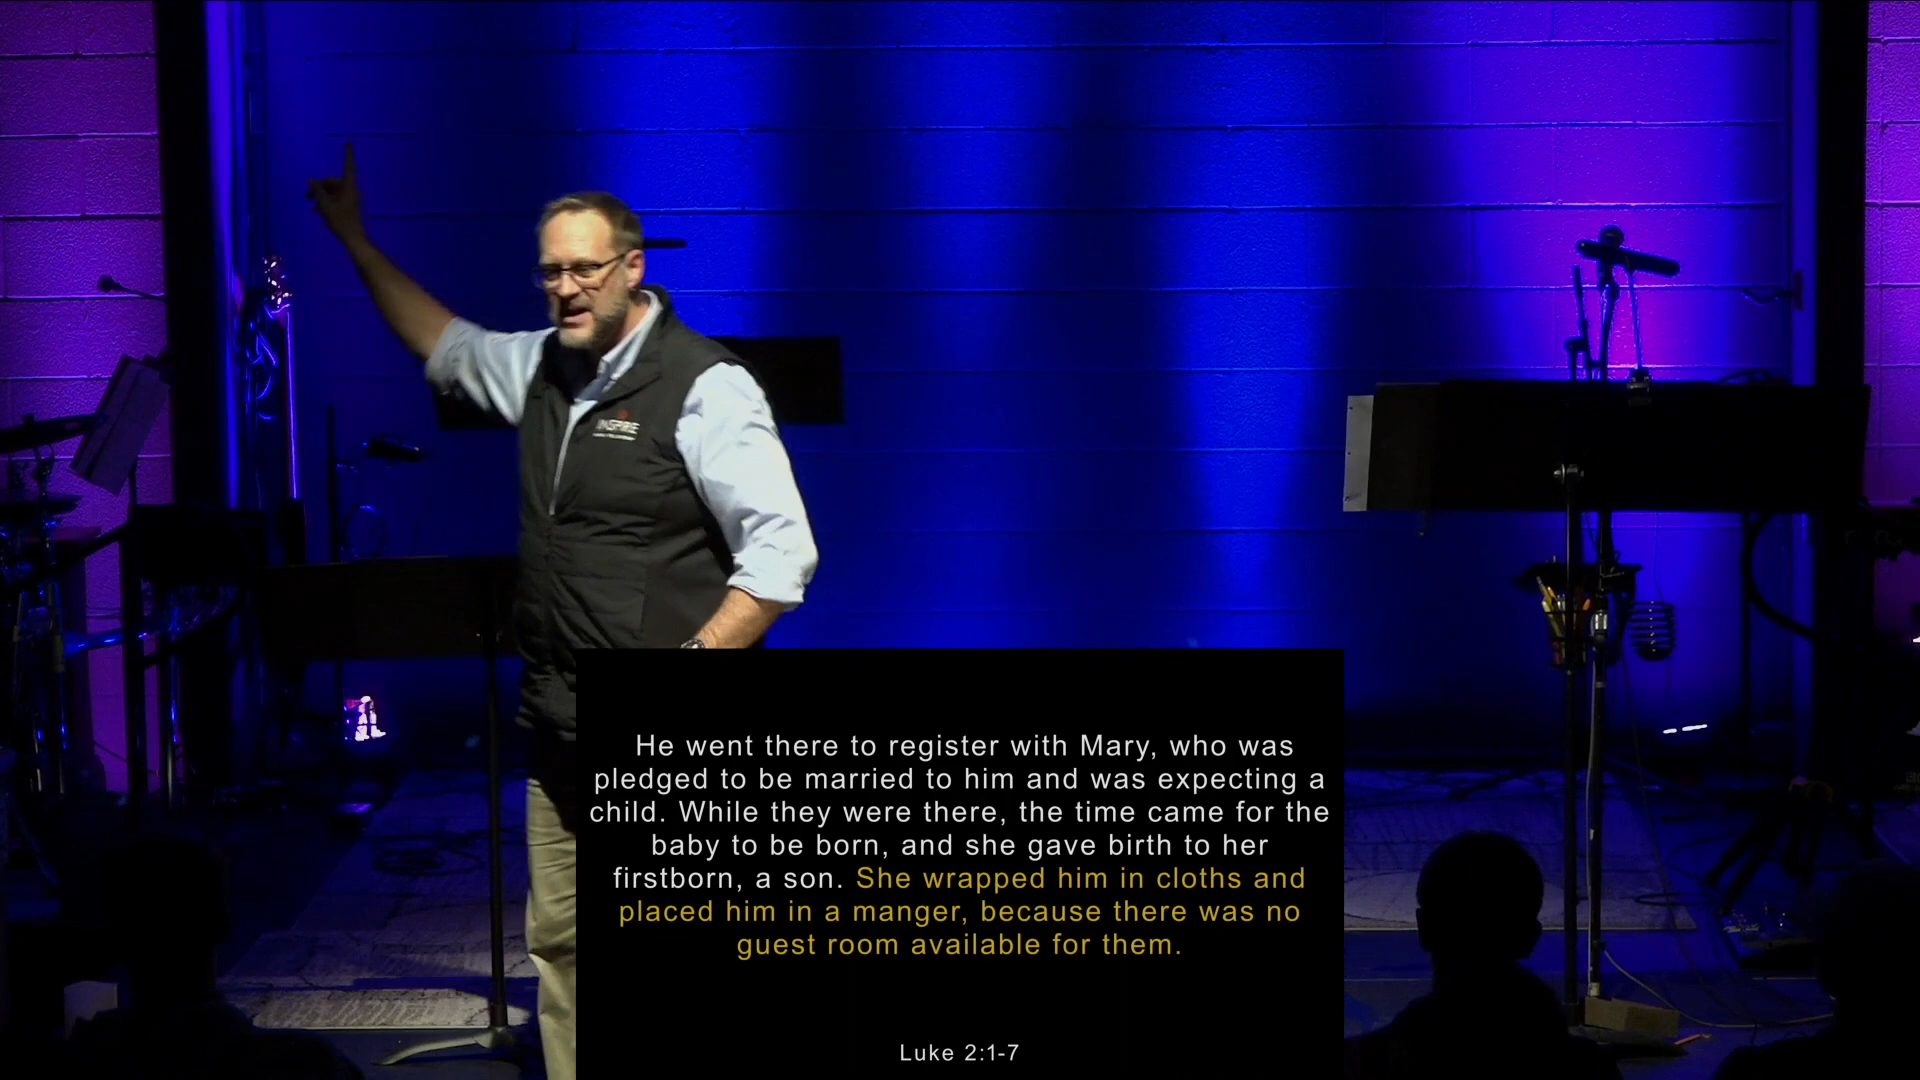 INSPIRE
He went there to register with Mary, who was
pledged to be married to him and was expecting a
child. While they were there, the time came for the
baby to be born, and she gave birth to her
firstborn, a son. She wrapped him in cloths and
placed him in a manger, because there was no
guest room available for them.
Luke 2:1-7